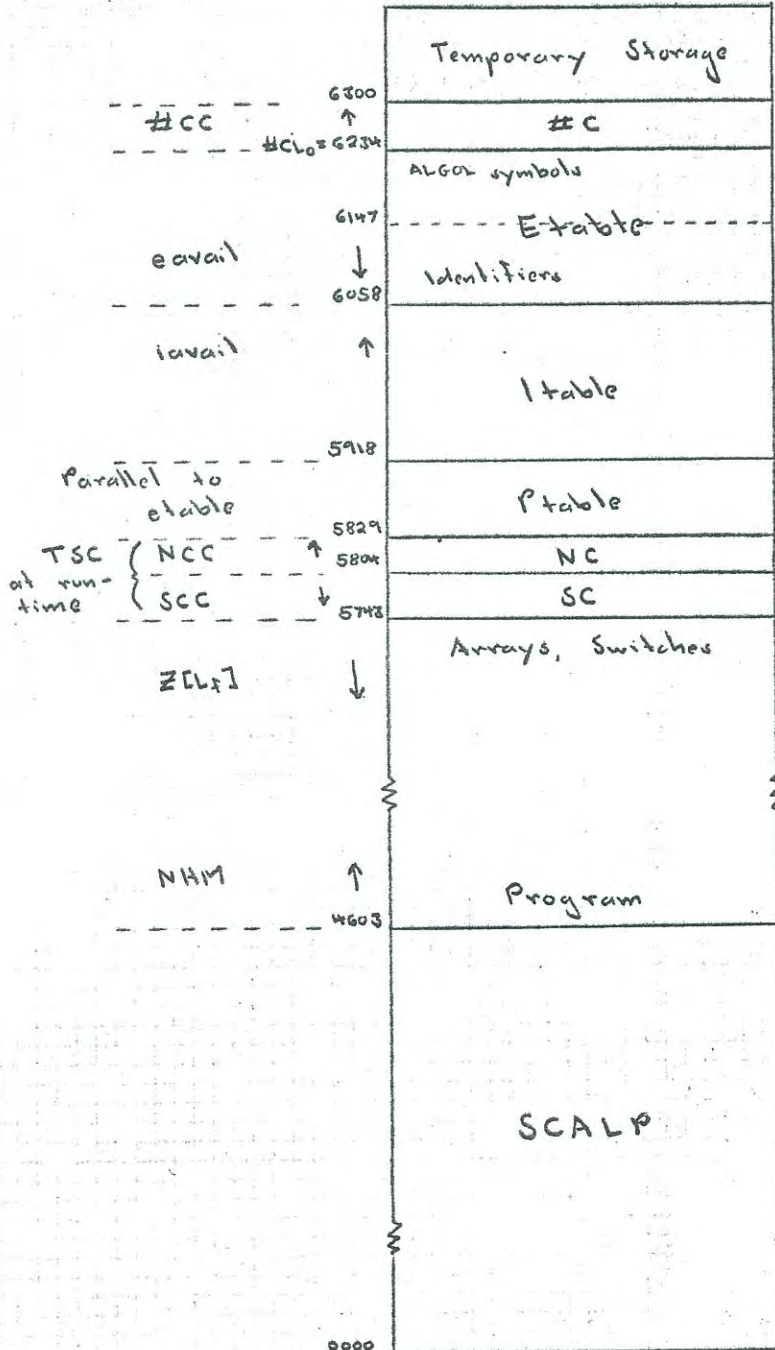 Temporary Storage
6300
#CC ↑ #C
#CL₀=6234
ALGOL symbols
6147
Etable
eavail ↓
Identifiers
6058
iavail ↑
Itable
5918
Parallel to
etable
Ptable
5829
TSC { NCC ↑ NC
at run-
time
5804
SCC ↓ SC
5743
Arrays, Switches
Z[Lf] ↓
NHM ↑
Program
4603
SCALP
0000